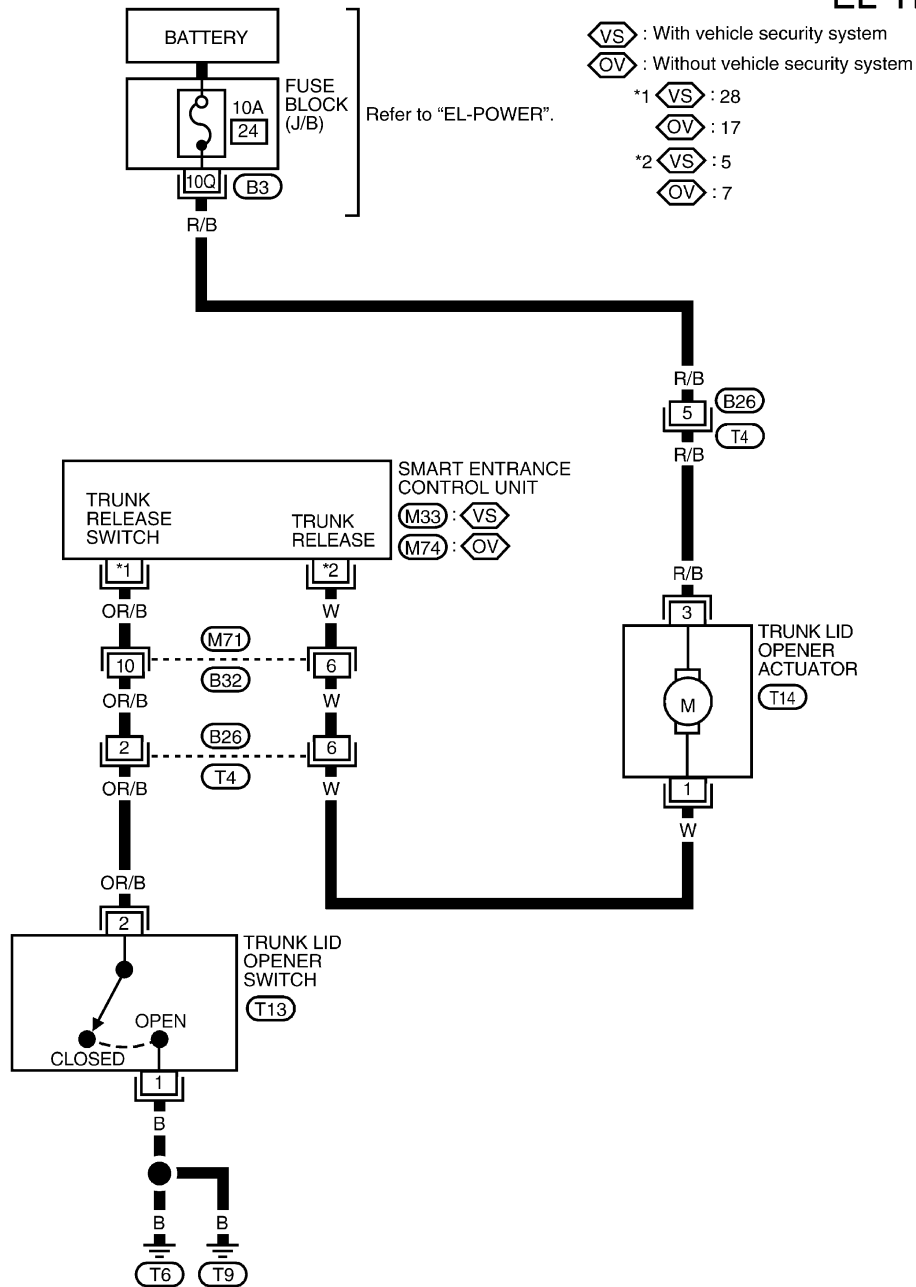 BATTERY
FUSE
BLOCK
(J/B)
10A
24
Refer to “EL-POWER”.
10Q
B3
R/B
VS : With vehicle security system
OV : Without vehicle security system
*1 VS : 28
OV : 17
*2 VS : 5
OV : 7
R/B
5
B26
T4
R/B
R/B
3
TRUNK LID
OPENER
ACTUATOR
T14
M
1
W
SMART ENTRANCE
CONTROL UNIT
M33 : VS
M74 : OV
TRUNK
RELEASE
SWITCH
TRUNK
RELEASE
*1
*2
OR/B
W
M71
10
6
B32
OR/B
W
B26
2
6
T4
OR/B
W
OR/B
2
TRUNK LID
OPENER
SWITCH
T13
OPEN
CLOSED
1
B
B
B
T6
T9